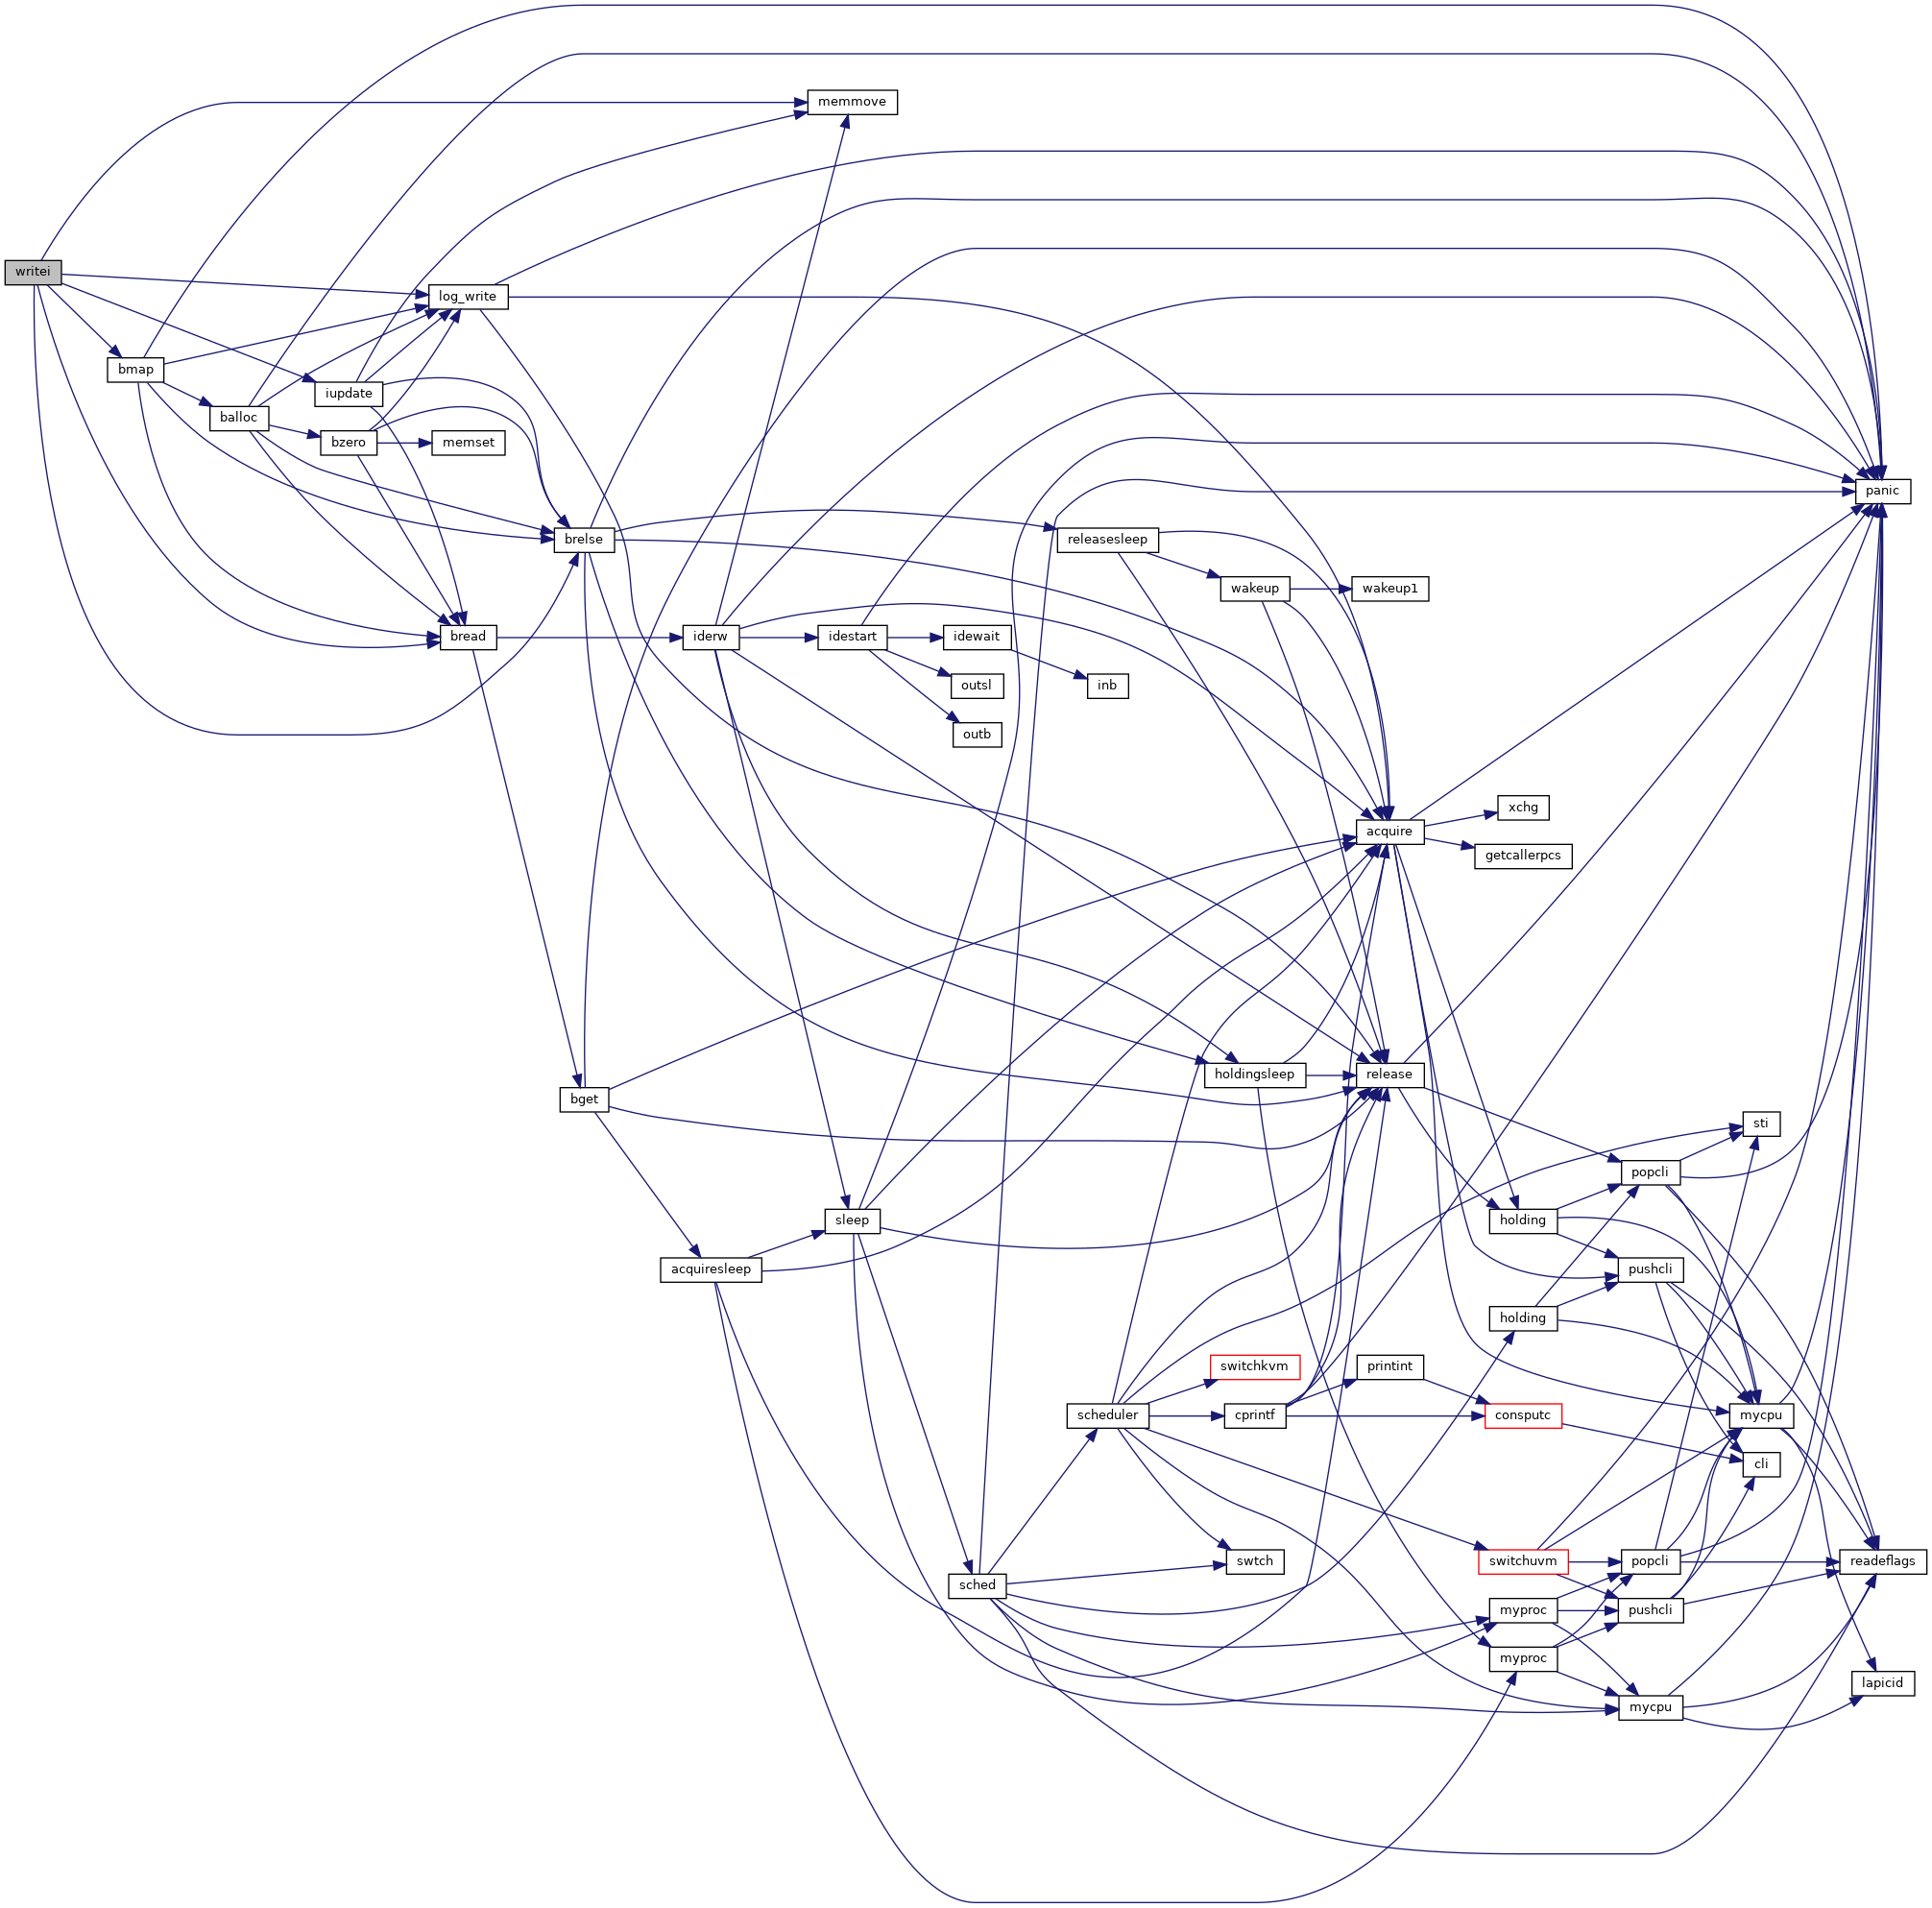 memmove
writei
log_write
bmap
iupdate
balloc
bzero
memset
panic
brelse
releasesleep
wakeup
wakeup1
bread
iderw
idestart
idewait
outsl
inb
outb
xchg
acquire
getcallerpcs
holdingsleep
release
bget
sti
popcli
sleep
holding
acquiresleep
pushcli
holding
switchkvm
printint
scheduler
cprintf
consputc
mycpu
cli
swtch
switchuvm
popcli
readeflags
sched
myproc
pushcli
myproc
lapicid
mycpu